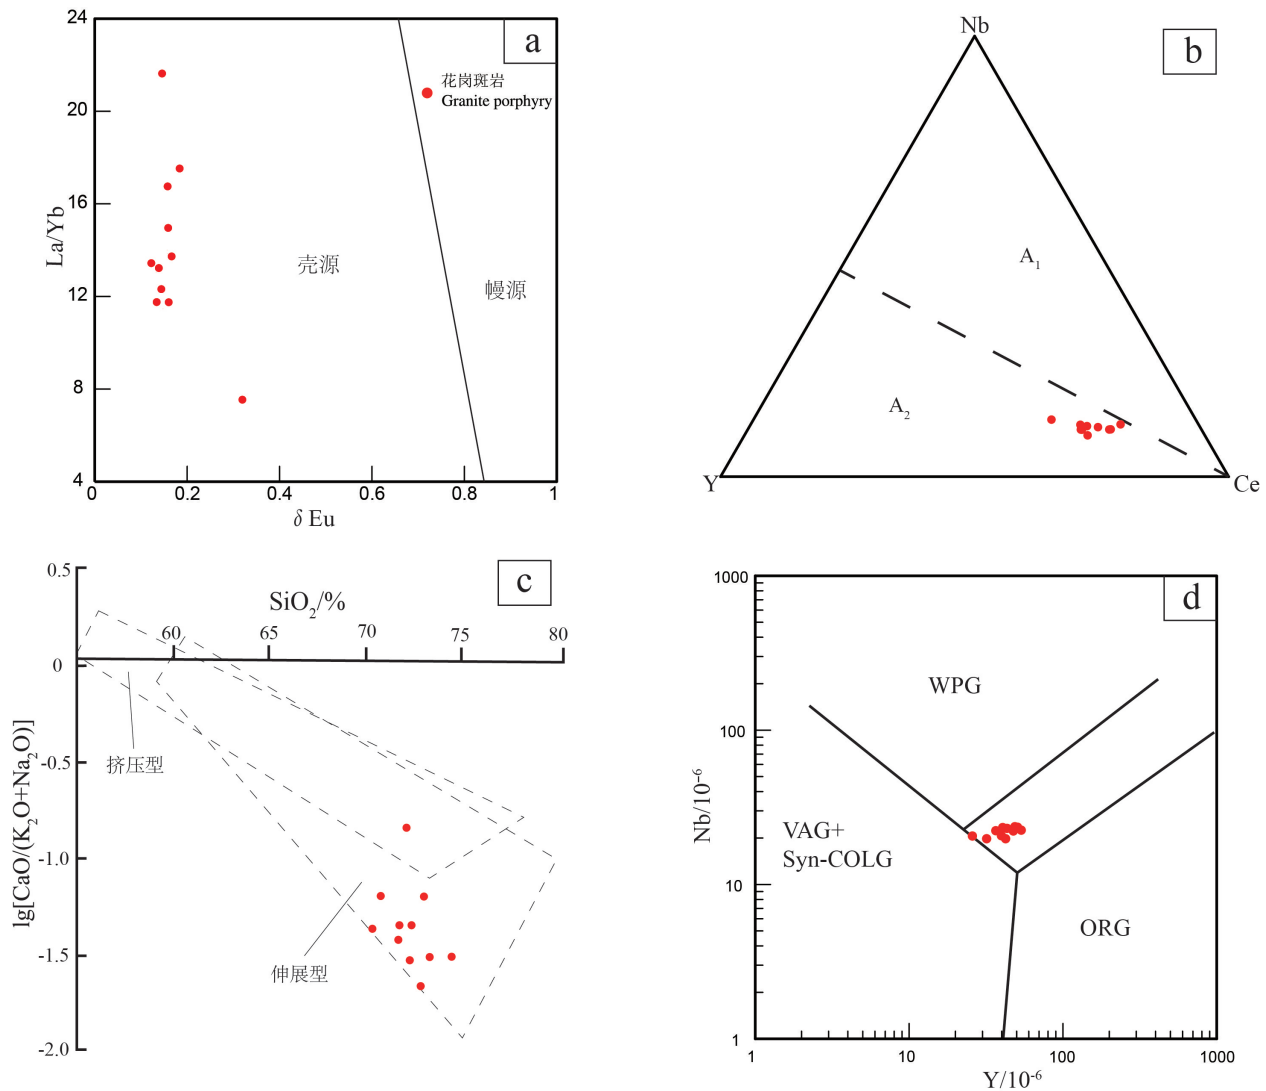 a
24
20
16
12
8
4
La/Yb
花岗斑岩
Granite porphyry
壳源
幔源
0
0.2
0.4
0.6
0.8
1
δ Eu
b
Nb
A1
A2
Y
Ce
c
0.5
0
-0.5
-1.0
-1.5
-2.0
SiO2/%
60
65
70
75
80
lg[CaO/(K2O+Na2O)]
挤压型
伸展型
d
1000
100
10
1
Nb/10-6
WPG
VAG+
Syn-COLG
ORG
1
10
100
1000
Y/10-6